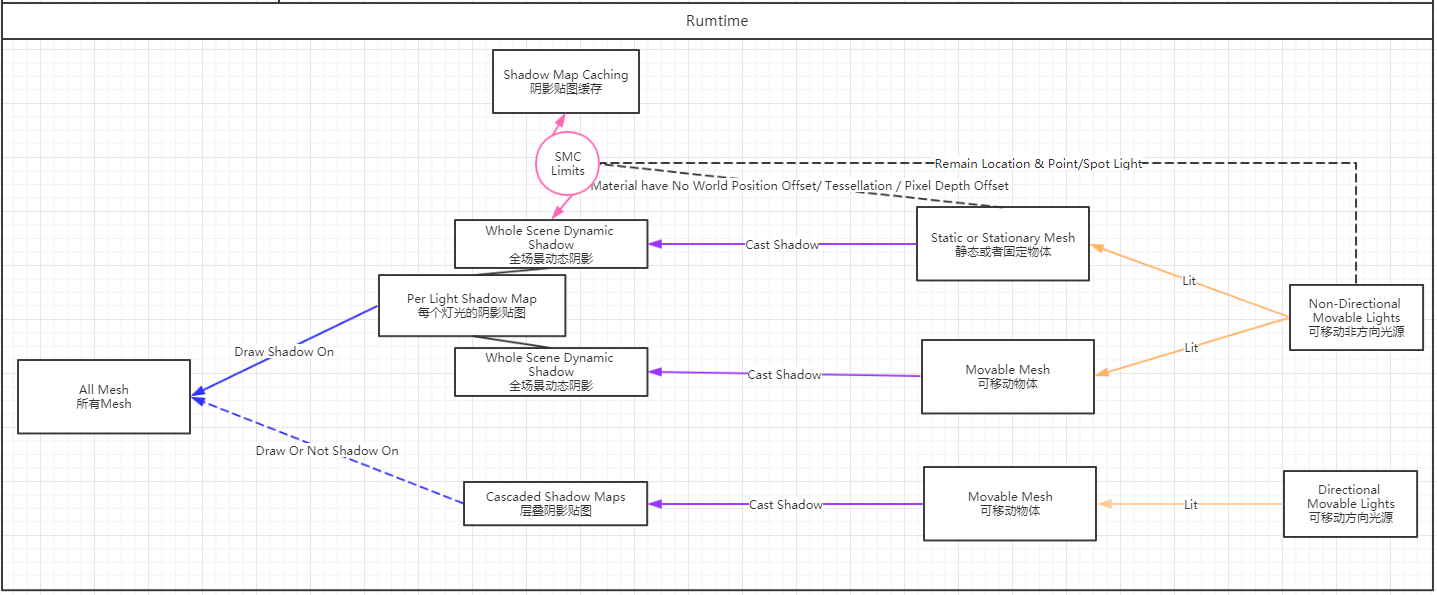 Rumtime
Shadow Map Caching
阴影贴图缓存
SMC
Limits
Remain Location & Point/Spot Light
Material have No World Position Offset/ Tessellation / Pixel Depth Offset
Whole Scene Dynamic
Shadow
全场景动态阴影
Cast Shadow
Static or Stationary Mesh
静态或者固定物体
Lit
Per Light Shadow Map
每个灯光的阴影贴图
Non-Directional
Movable Lights
可移动非方向光源
Draw Shadow On
Whole Scene Dynamic
Shadow
全场景动态阴影
Cast Shadow
Movable Mesh
可移动物体
Lit
All Mesh
所有Mesh
Draw Or Not Shadow On
Cascaded Shadow Maps
层叠阴影贴图
Cast Shadow
Movable Mesh
可移动物体
Lit
Directional
Movable Lights
可移动方向光源